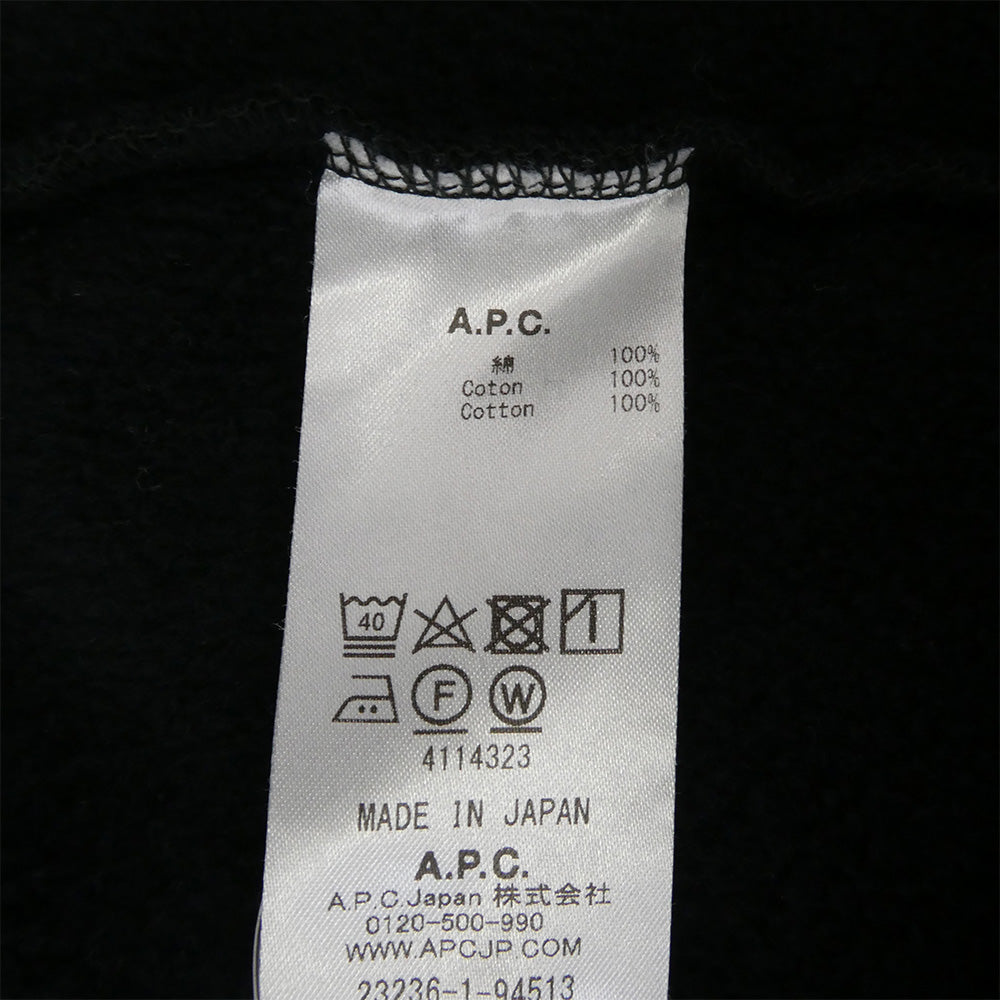 A.P.C.
綿 100%
Coton 100%
Cotton 100%
40
F W
4114323
MADE IN JAPAN
A.P.C.
A.P.C.Japan 株式会社
0120-500-990
WWW.APCJP.COM
23236-1-94513